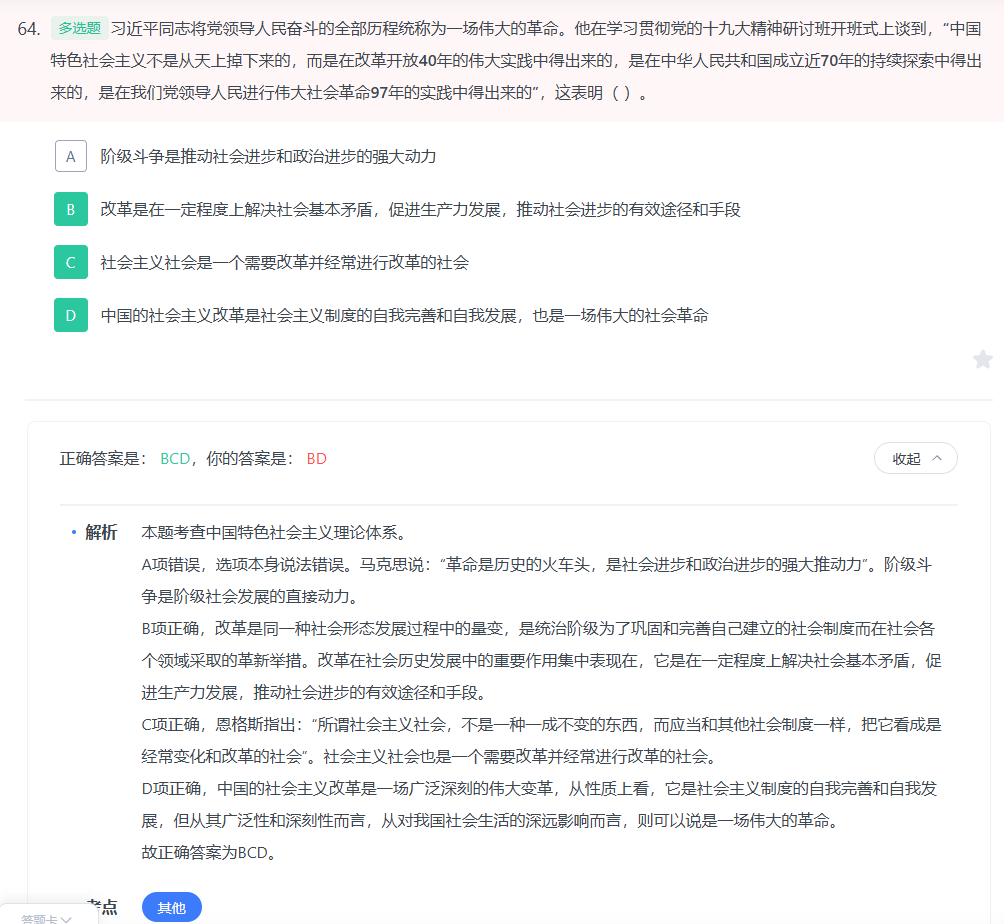 64. 多选题 习近平同志将党领导人民奋斗的全部历程统称为一场伟大的革命。他在学习贯彻党的十九大精神研讨班开班式上谈到，“中国
特色社会主义不是从天上掉下来的，而是在改革开放40年的伟大实践中得出来的，是在中华人民共和国成立近70年的持续探索中得出
来的，是在我们党领导人民进行伟大社会革命97年的实践中得出来的”，这表明（ ）。
A 阶级斗争是推动社会进步和政治进步的强大动力
B 改革是在一定程度上解决社会基本矛盾，促进生产力发展，推动社会进步的有效途径和手段
C 社会主义社会是一个需要改革并经常进行改革的社会
D 中国的社会主义改革是社会主义制度的自我完善和自我发展，也是一场伟大的社会革命
正确答案是： BCD，你的答案是： BD 收起
解析 本题考查中国特色社会主义理论体系。
A项错误，选项本身说法错误。马克思说：“革命是历史的火车头，是社会进步和政治进步的强大推动力”。阶级斗
争是阶级社会发展的直接动力。
B项正确，改革是同一种社会形态发展过程中的量变，是统治阶级为了巩固和完善自己建立的社会制度而在社会各
个领域采取的革新举措。改革在社会历史发展中的重要作用集中表现在，它是在一定程度上解决社会基本矛盾，促
进生产力发展，推动社会进步的有效途径和手段。
C项正确，恩格斯指出：“所谓社会主义社会，不是一种一成不变的东西，而应当和其他社会制度一样，把它看成是
经常变化和改革的社会”。社会主义社会也是一个需要改革并经常进行改革的社会。
D项正确，中国的社会主义改革是一场广泛深刻的伟大变革，从性质上看，它是社会主义制度的自我完善和自我发
展，但从其广泛性和深刻性而言，从对我国社会生活的深远影响而言，则可以说是一场伟大的革命。
故正确答案为BCD。
考点 其他
答题卡